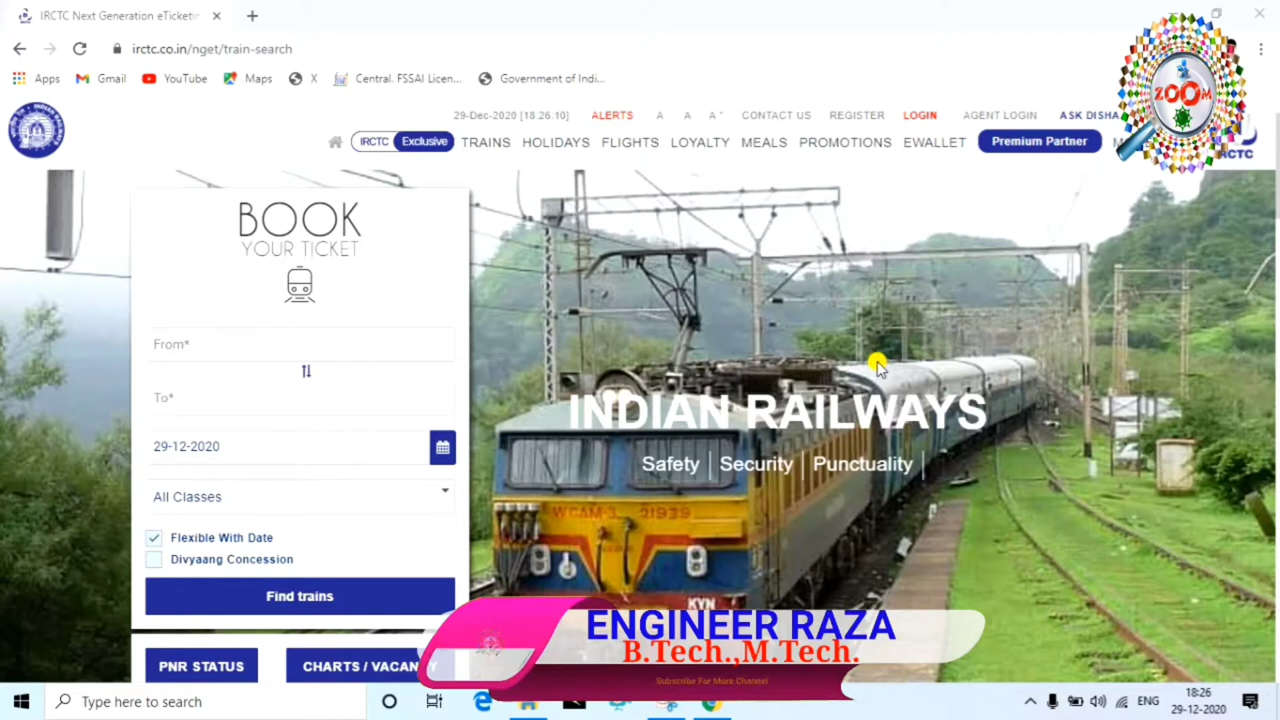 IRCTC Next Generation eTicketin
irctc.co.in/nget/train-search
Apps Gmail YouTube Maps X Central. FSSAI Licen... Government of Indi...
ZOOM
29-Dec-2020 [18.26.10] ALERTS A A A+ CONTACT US REGISTER LOGIN AGENT LOGIN ASK DISHA
IRCTC Exclusive TRAINS HOLIDAYS FLIGHTS LOYALTY MEALS PROMOTIONS EWALLET Premium Partner
BOOK
YOUR TICKET
From*
To*
29-12-2020
All Classes
Flexible With Date
Divyaang Concession
Find trains
PNR STATUS CHARTS / VACAN
INDIAN RAILWAYS
Safety Security Punctuality
WCAM-3 21939
KYN
ENGINEER RAZA
B.Tech.,M.Tech.
Subscribe For More Channel
Type here to search
ENG
18:26
29-12-2020